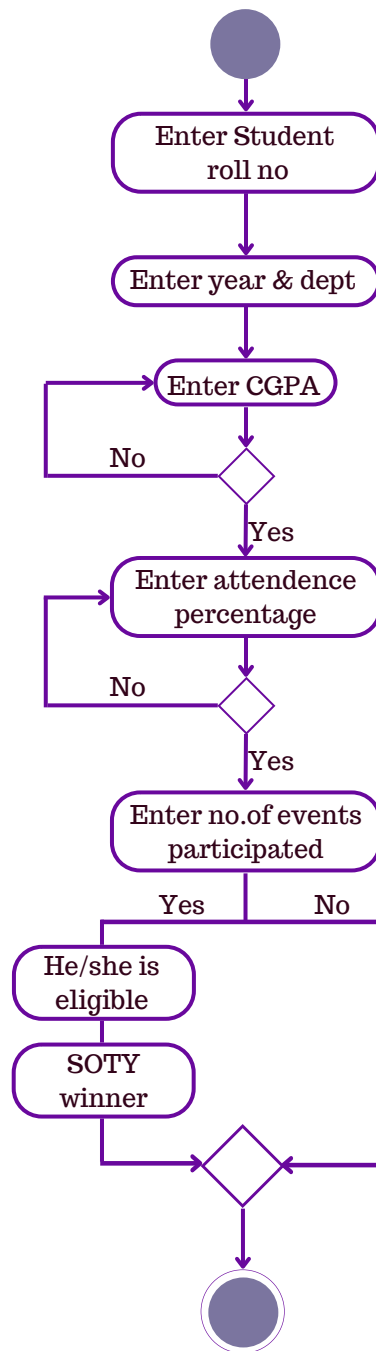 Enter Student
roll no
Enter year & dept
Enter CGPA
No
Yes
Enter attendence
percentage
No
Yes
Enter no.of events
participated
Yes
No
He/she is
eligible
SOTY
winner